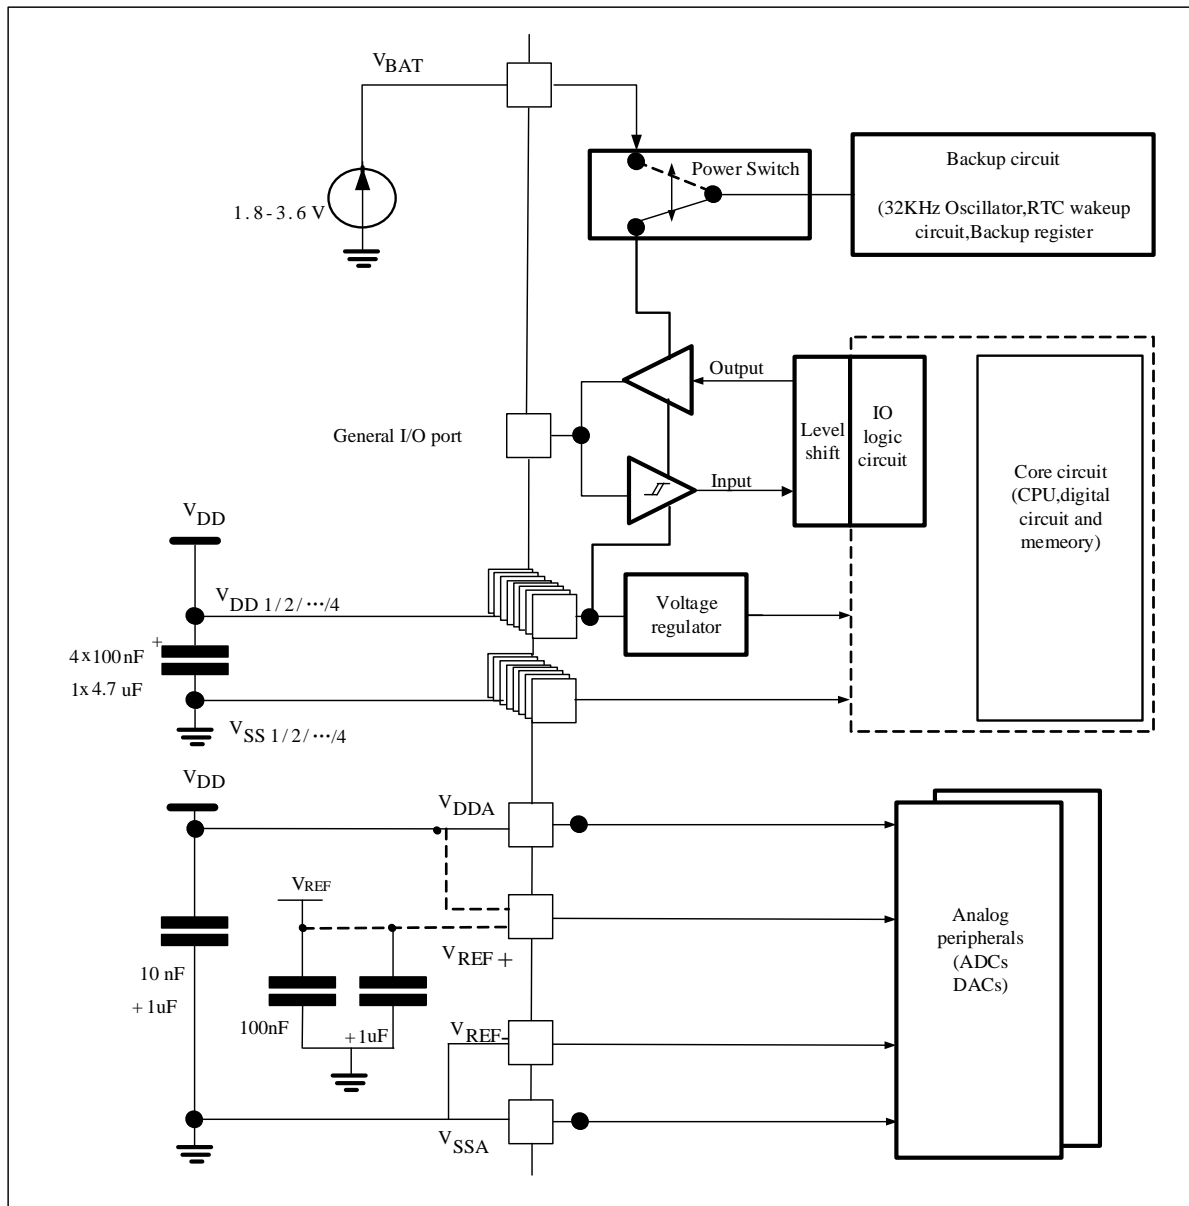 VBAT
Power Switch
Backup circuit
(32KHz Oscillator,RTC wakeup
circuit,Backup register
1.8-3.6 V
Output
General I/O port
Level
shift
IO
logic
circuit
Input
Core circuit
(CPU,digital
circuit and
memeory)
VDD
VDD 1/2/···/4
Voltage
regulator
4x100nF
+
1x4.7 uF
VSS 1/2/···/4
VDD
VDDA
VREF
VREF+
Analog
peripherals
(ADCs
DACs)
10 nF
+1uF
100nF
+1uF
VREF-
VSSA